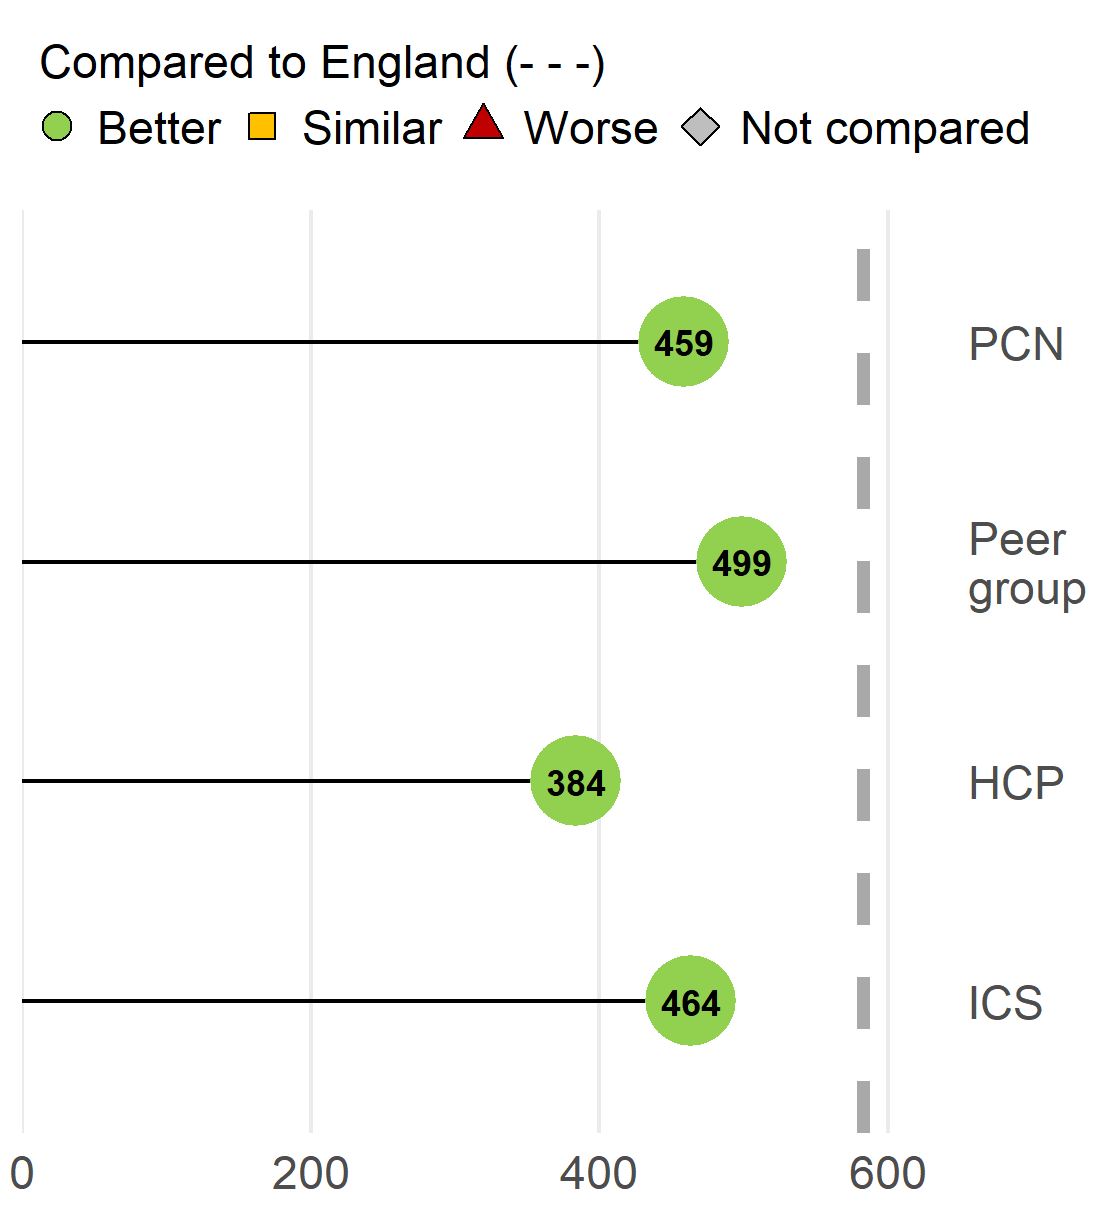 Compared to England (- - -)
Better Similar Worse Not compared
459 PCN
499 Peer
group
384 HCP
464 ICS
0 200 400 600